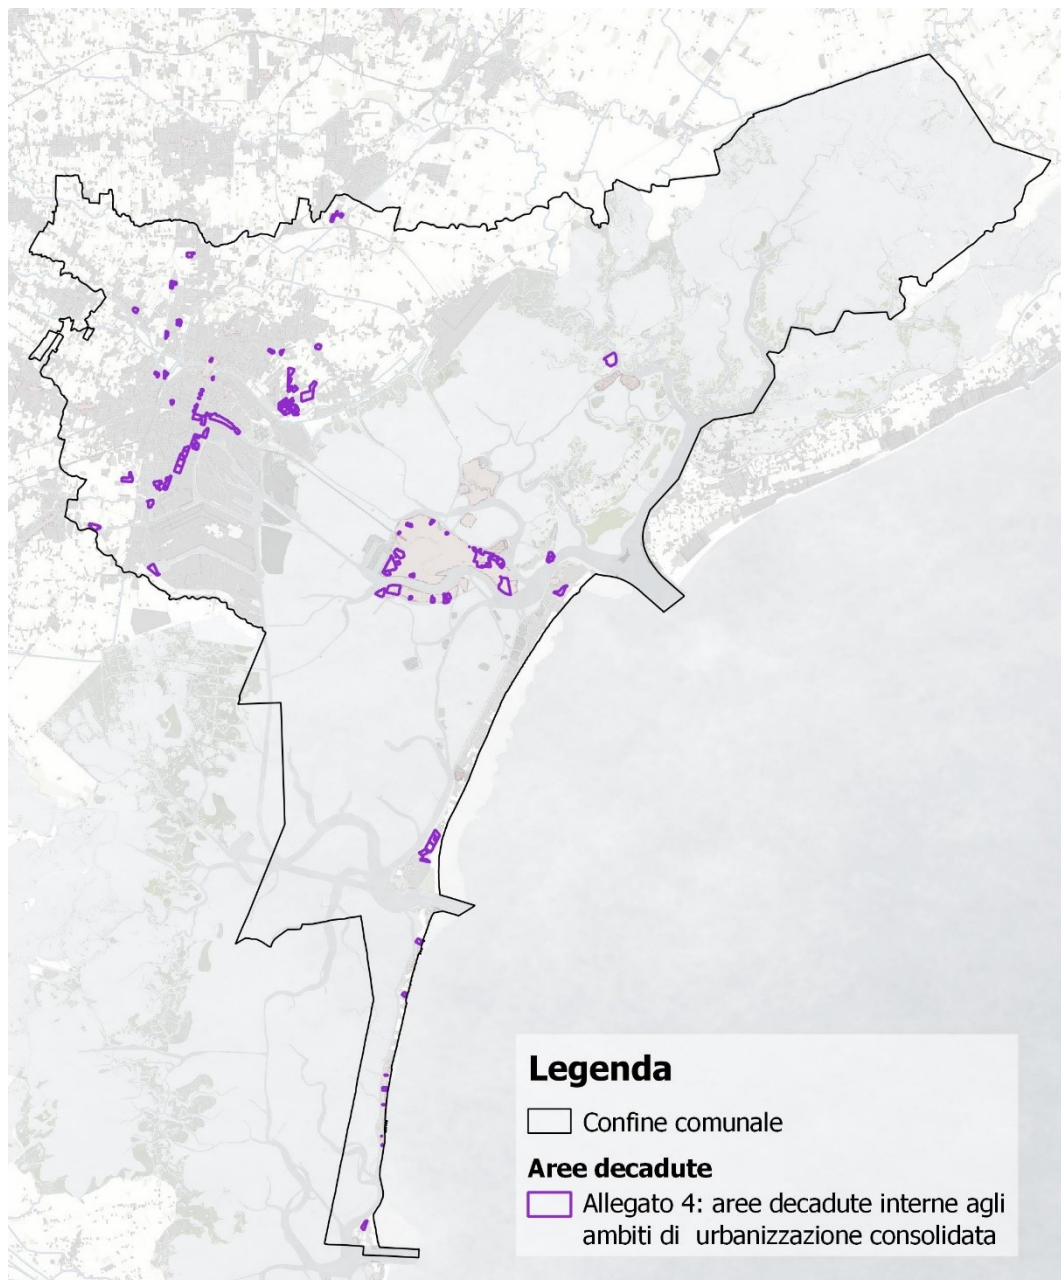 Legenda
Confine comunale
Aree decadute
Allegato 4: aree decadute interne agli
ambiti di urbanizzazione consolidata